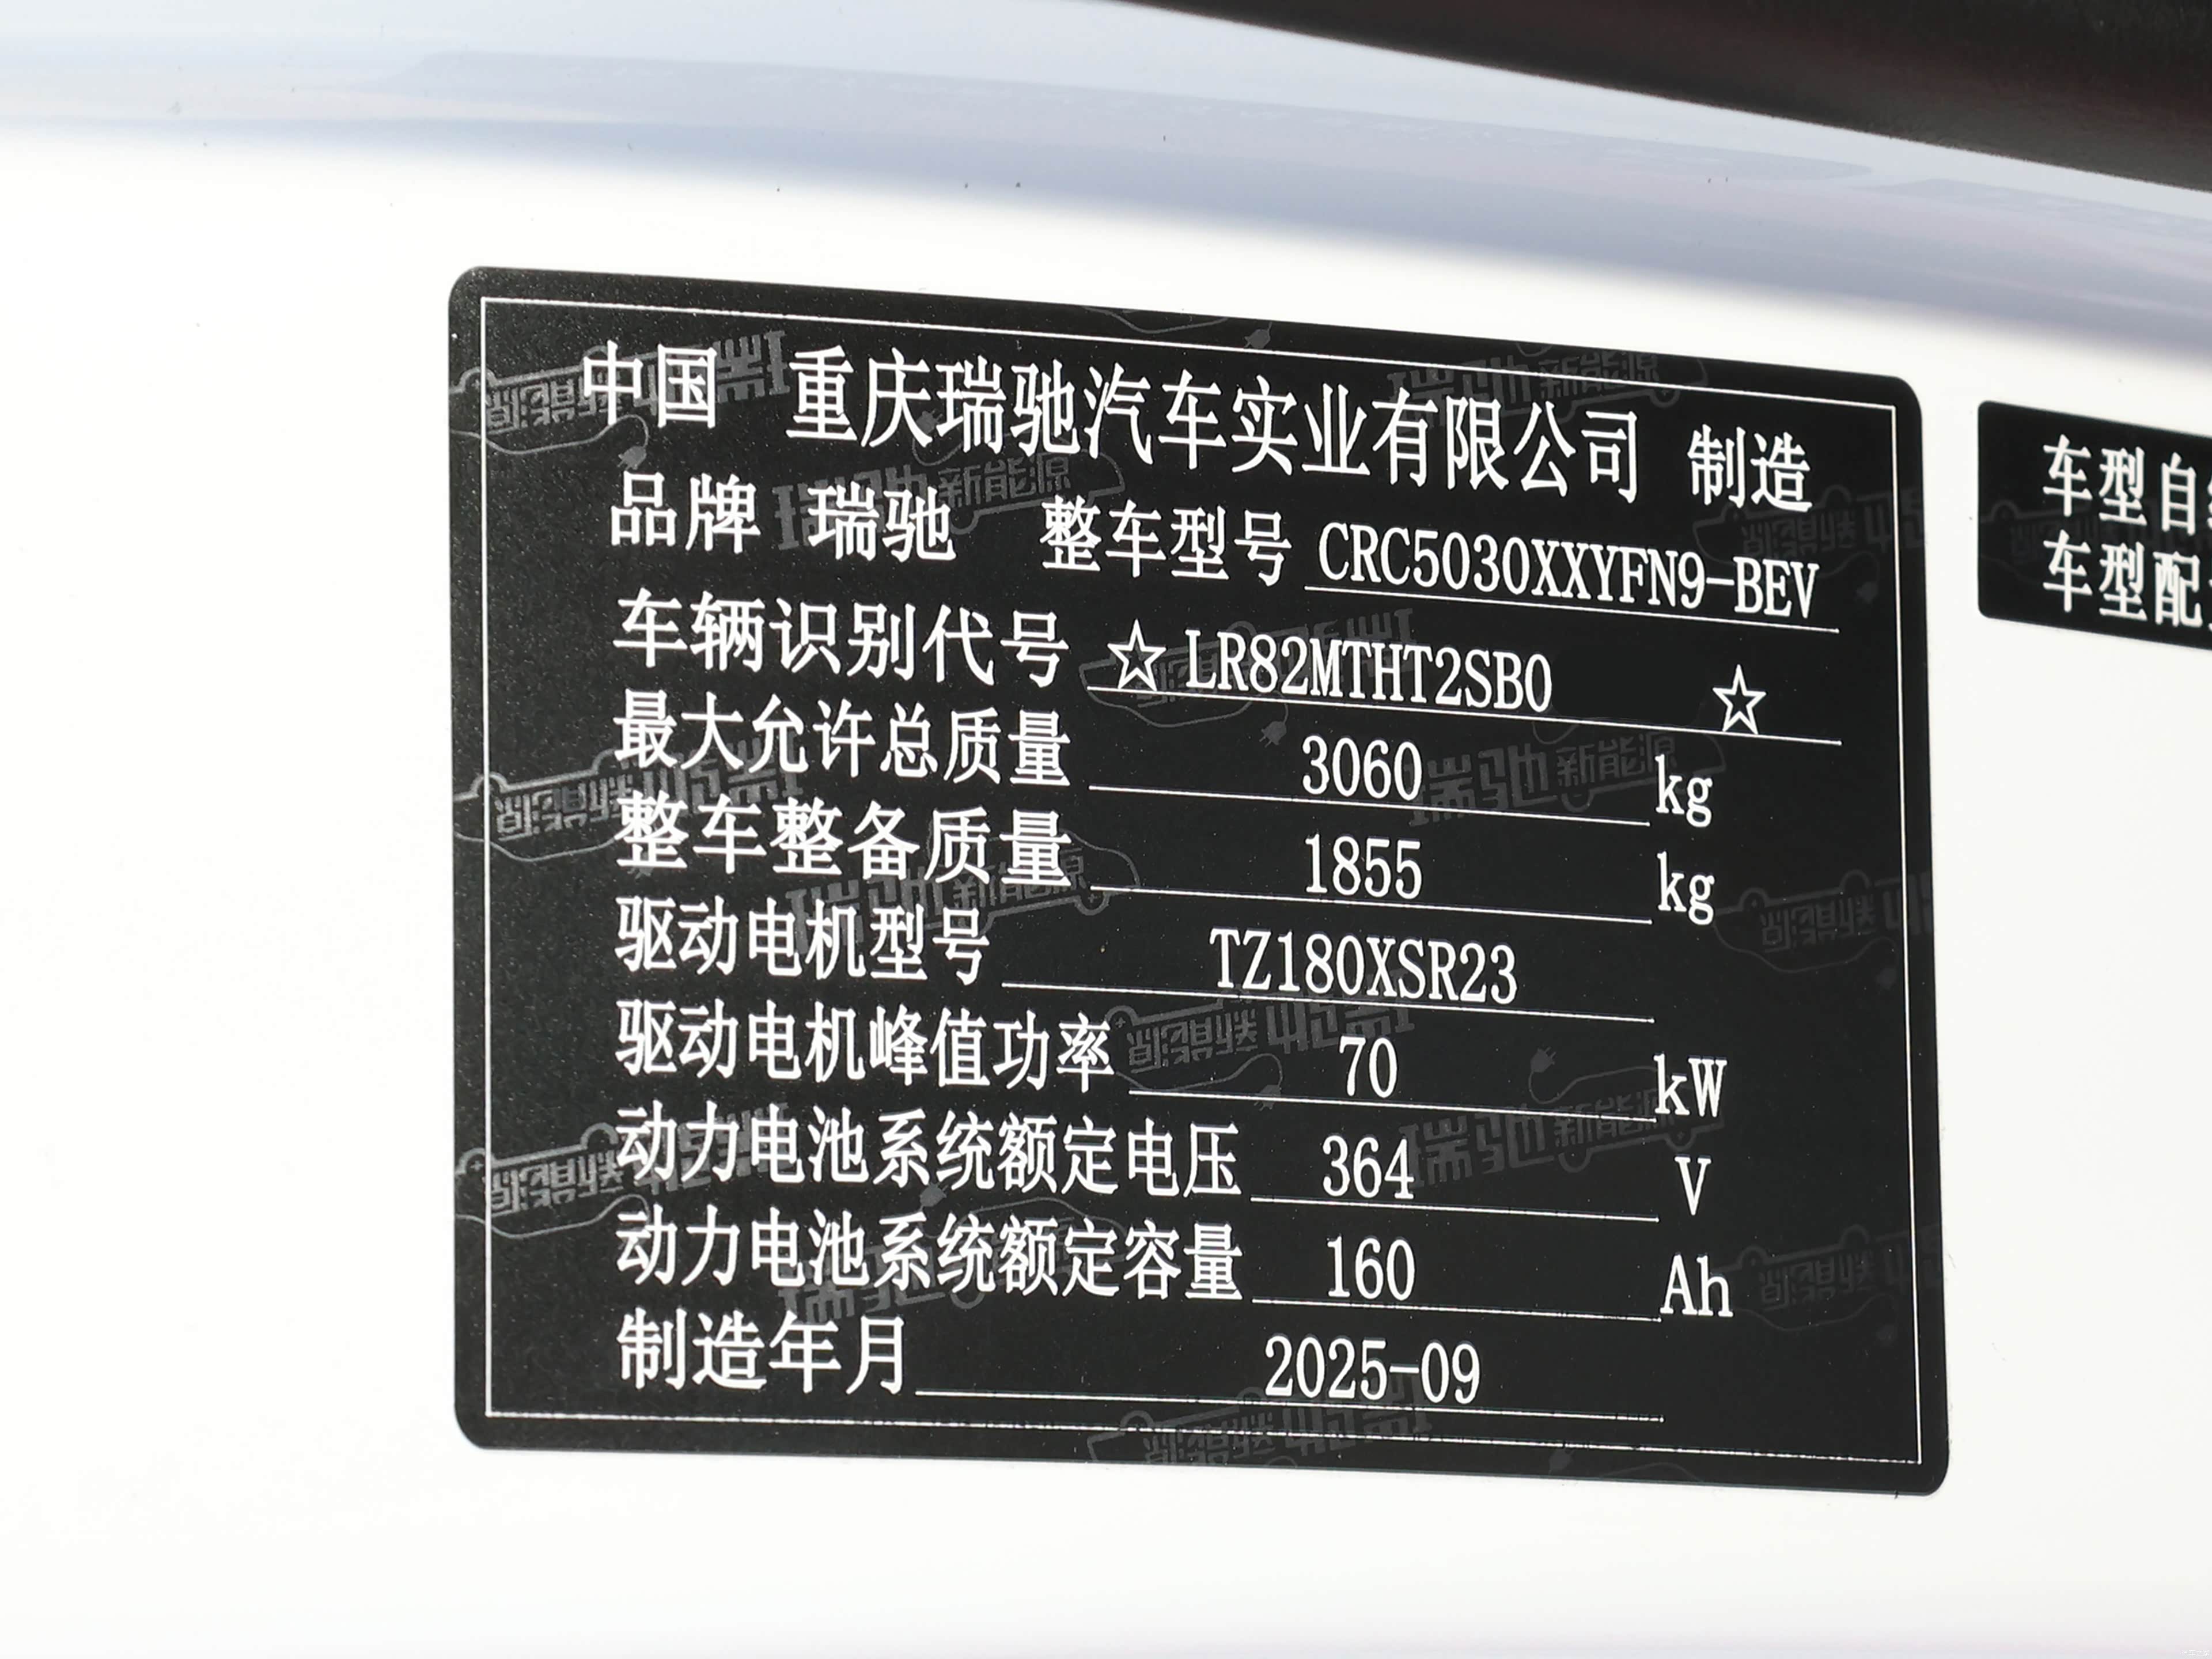 中国 重庆瑞驰汽车实业有限公司 制造
品牌 瑞驰 整车型号 CRC5030XXYFN9-BEV
车辆识别代号 ☆LR82MTHT2SB0 ☆
最大允许总质量 3060 kg
整车整备质量 1855 kg
驱动电机型号 TZ180XSR23
驱动电机峰值功率 70 kW
动力电池系统额定电压 364 V
动力电池系统额定容量 160 Ah
制造年月 2025-09
车型自
车型配
瑞驰新能源